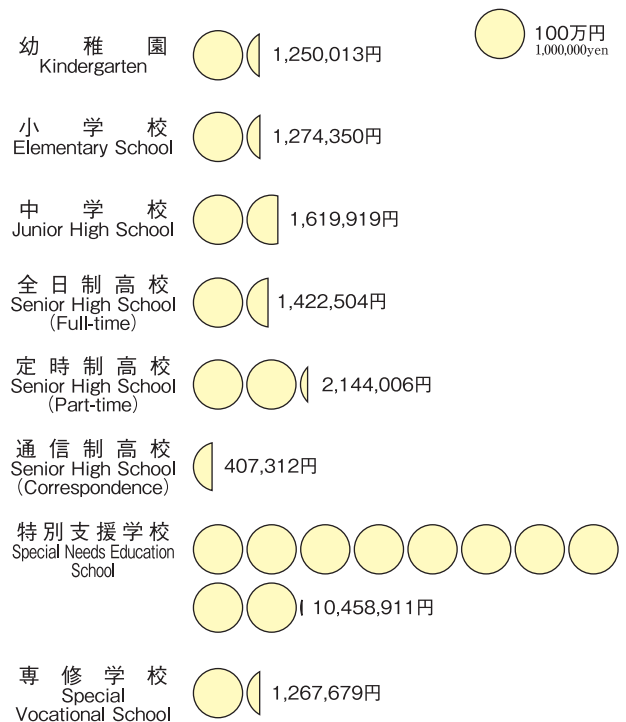 100万円
1,000,000yen
幼稚園
Kindergarten
1,250,013円
小学校
Elementary School
1,274,350円
中学校
Junior High School
1,619,919円
全日制高校
Senior High School
(Full-time)
1,422,504円
定時制高校
Senior High School
(Part-time)
2,144,006円
通信制高校
Senior High School
(Correspondence)
407,312円
特別支援学校
Special Needs Education
School
10,458,911円
専修学校
Special
Vocational School
1,267,679円